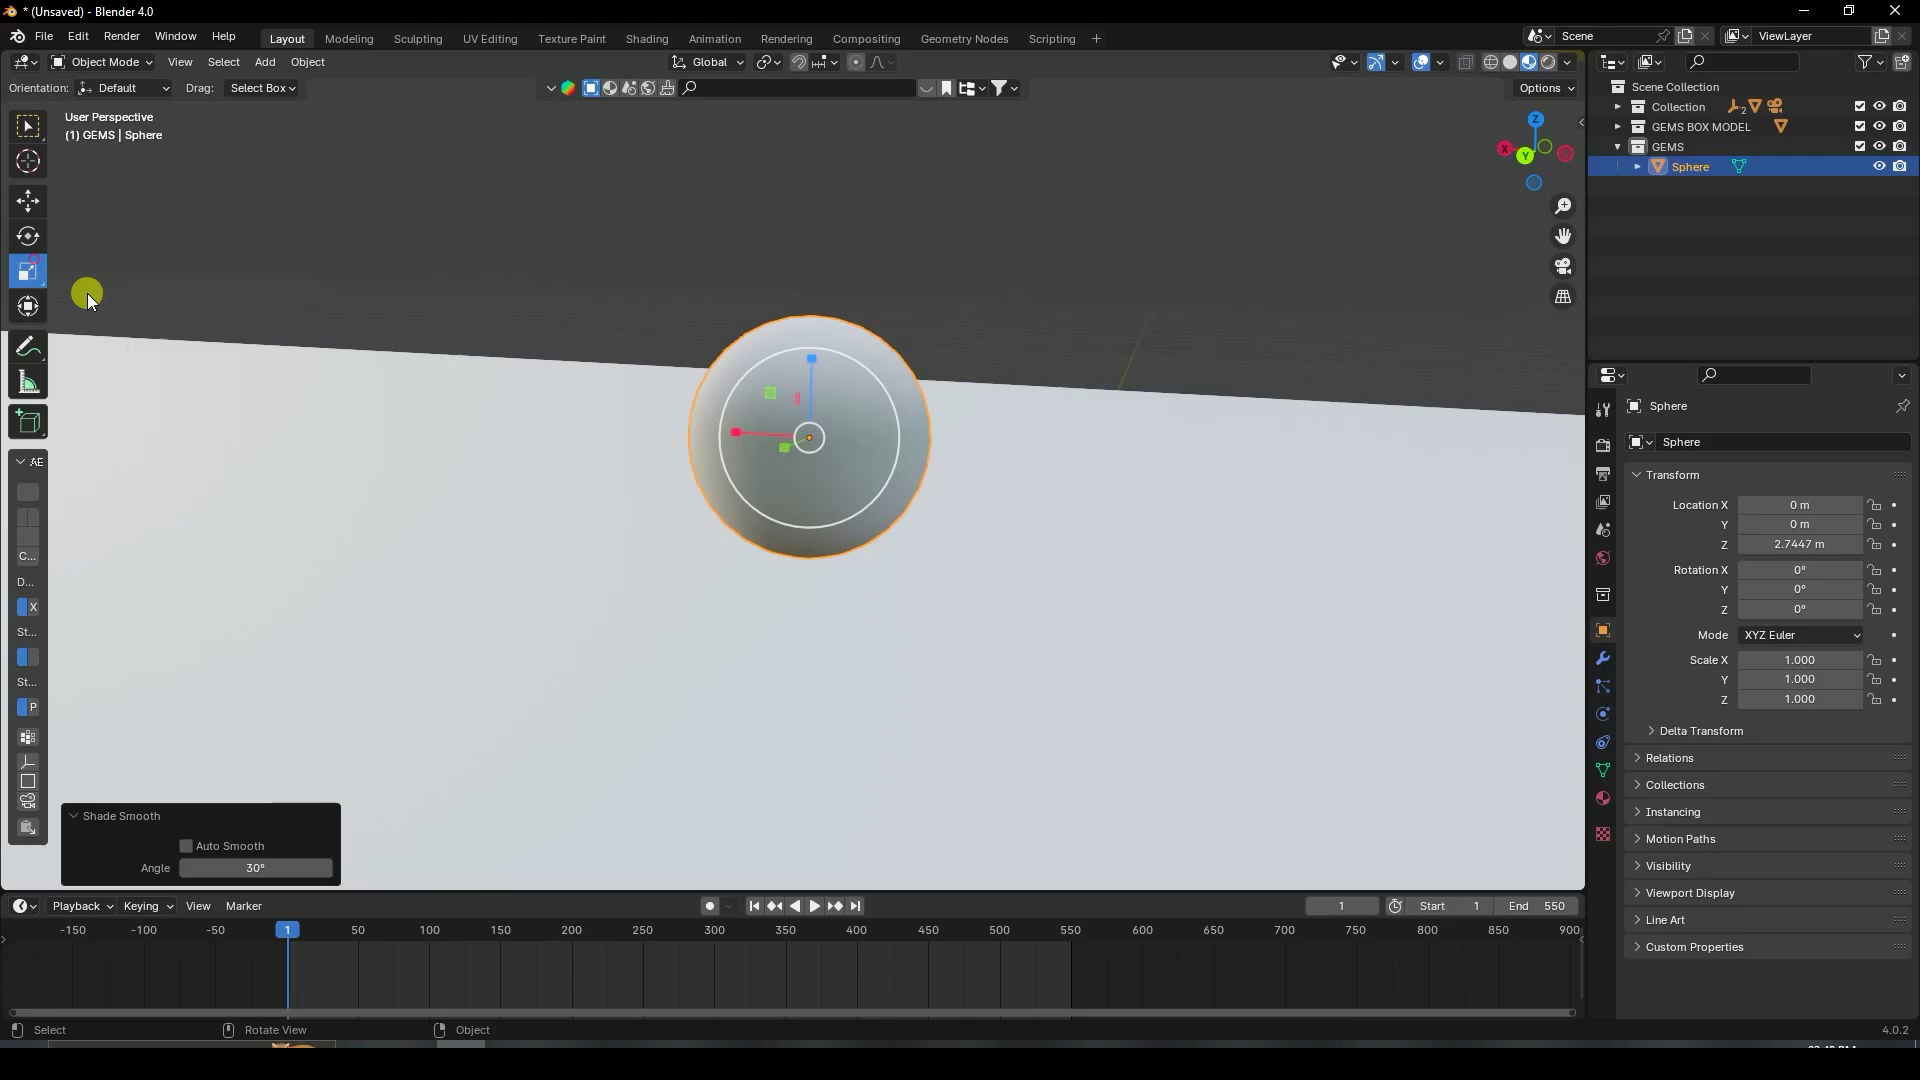 * (Unsaved) - Blender 4.0
File Edit Render Window Help
Layout Modeling Sculpting UV Editing Texture Paint Shading Animation Rendering Compositing Geometry Nodes Scripting +
Scene ViewLayer
Object Mode View Select Add Object
Global
Orientation: Default Drag: Select Box
Options
User Perspective
(1) GEMS | Sphere
Z
X
Y
Scene Collection
Collection 2
GEMS BOX MODEL
GEMS
Sphere
AE
C...
D...
X
St...
St...
P
Shade Smooth
Auto Smooth
Angle 30°
Sphere
Sphere
Transform
Location X 0 m
Y 0 m
Z 2.7447 m
Rotation X 0°
Y 0°
Z 0°
Mode XYZ Euler
Scale X 1.000
Y 1.000
Z 1.000
Delta Transform
Relations
Collections
Instancing
Motion Paths
Visibility
Viewport Display
Line Art
Custom Properties
Playback Keying View Marker
1 Start 1 End 550
-150 -100 -50 1 50 100 150 200 250 300 350 400 450 500 550 600 650 700 750 800 850 900
Select Rotate View Object
4.0.2